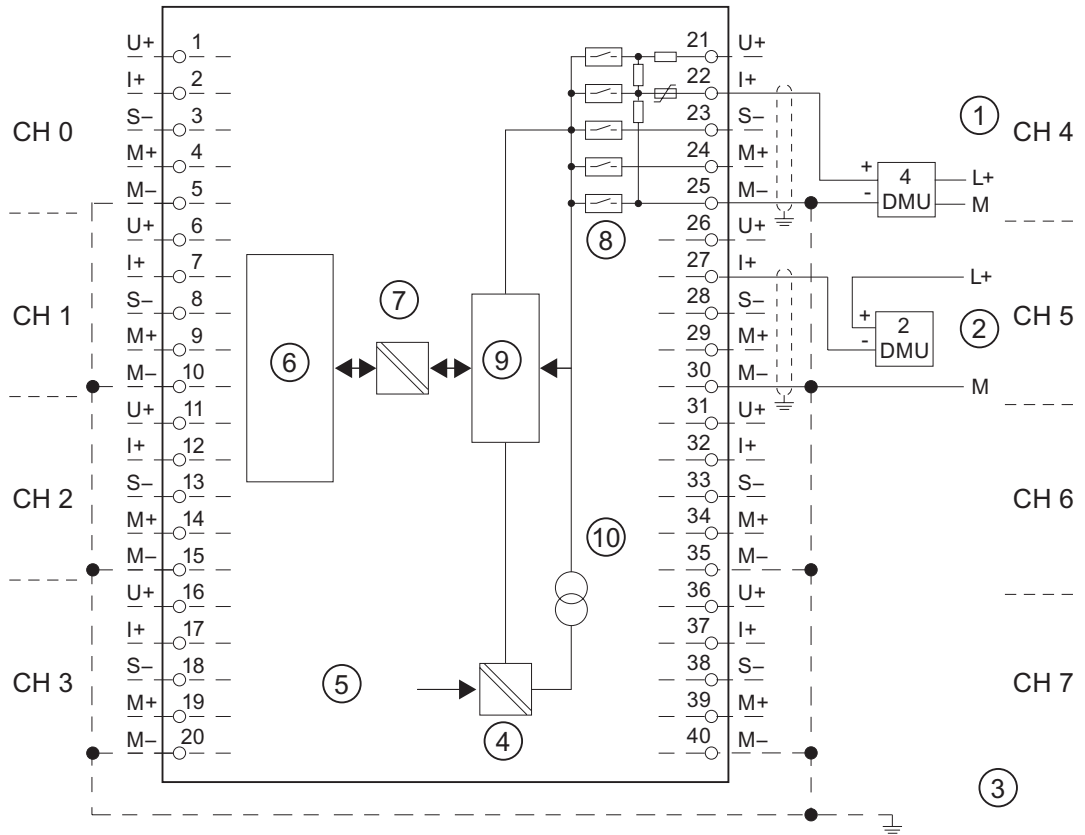 CH 0
U+ 1
I+ 2
S– 3
M+ 4
M– 5
CH 1
U+ 6
I+ 7
S– 8
M+ 9
M– 10
CH 2
U+ 11
I+ 12
S– 13
M+ 14
M– 15
CH 3
U+ 16
I+ 17
S– 18
M+ 19
M– 20
6
7
9
8
10
5
4
21 U+
22 I+
23 S–
24 M+
25 M–
1
CH 4
+
-
4
DMU
L+
M
26 U+
27 I+
28 S–
29 M+
30 M–
2
CH 5
+
-
2
DMU
L+
M
31 U+
32 I+
33 S–
34 M+
35 M–
CH 6
36 U+
37 I+
38 S–
39 M+
40 M–
CH 7
3